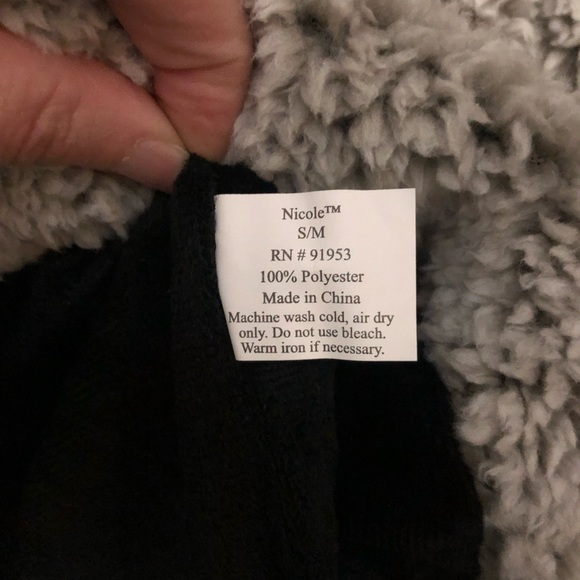 Nicole™
S/M
RN # 91953
100% Polyester
Made in China
Machine wash cold, air dry
only. Do not use bleach.
Warm iron if necessary.